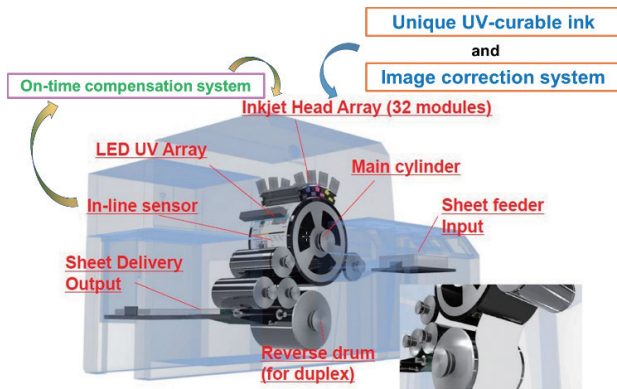 Unique UV-curable ink
and
Image correction system
On-time compensation system
Inkjet Head Array (32 modules)
LED UV Array
Main cylinder
In-line sensor
Sheet feeder
Input
Sheet Delivery
Output
Reverse drum
(for duplex)